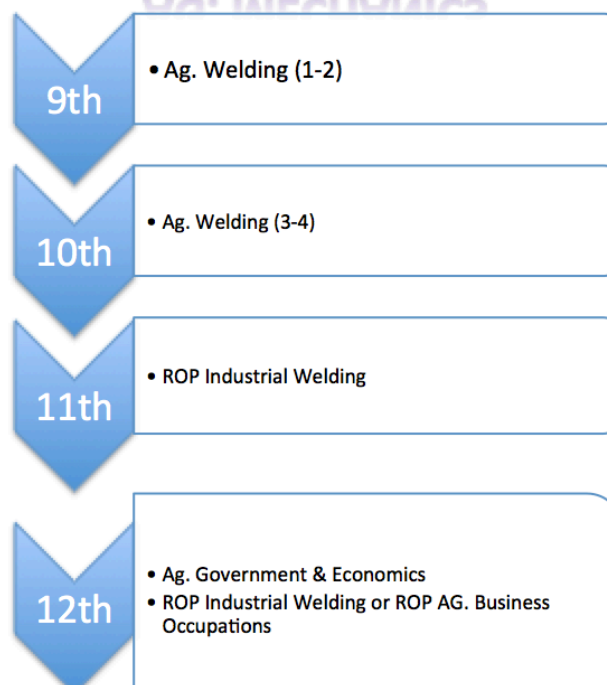 9th
• Ag. Welding (1-2)
10th
• Ag. Welding (3-4)
11th
• ROP Industrial Welding
12th
• Ag. Government & Economics
• ROP Industrial Welding or ROP AG. Business
Occupations